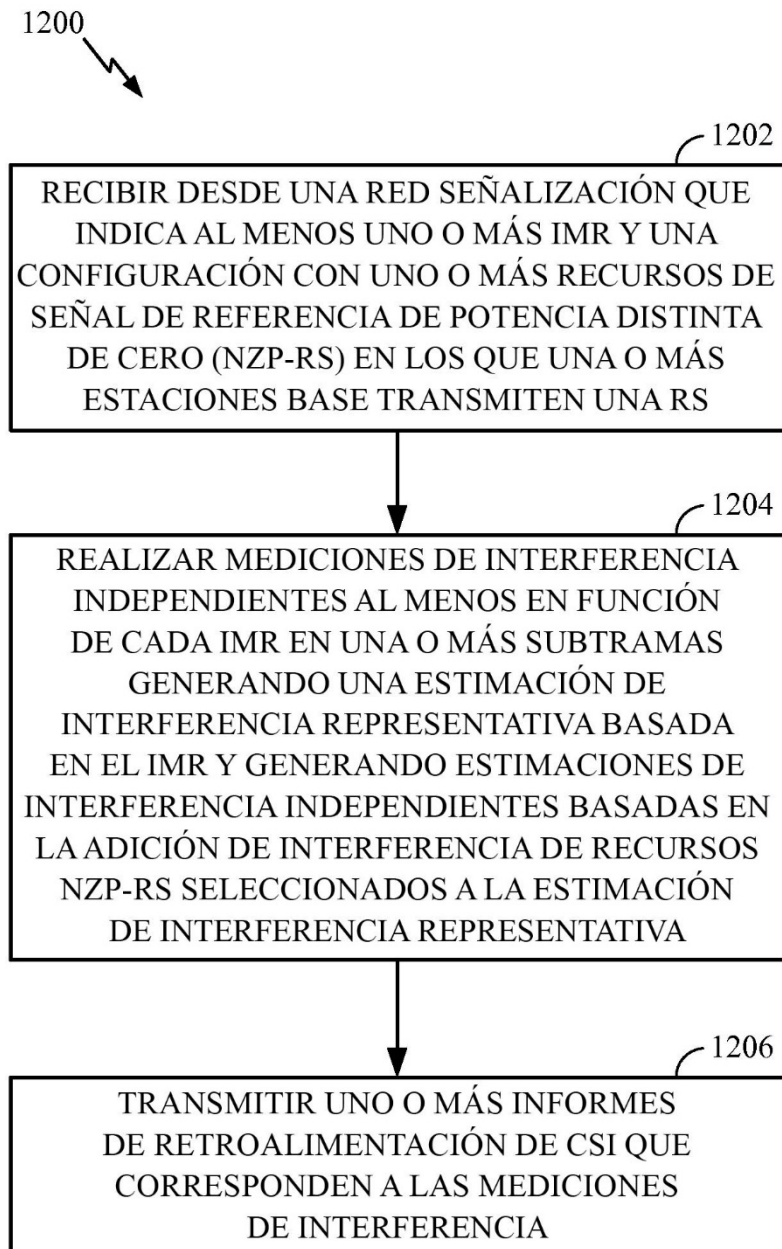 1200
1202
RECIBIR DESDE UNA RED SEÑALIZACIÓN QUE
INDICA AL MENOS UNO O MÁS IMR Y UNA
CONFIGURACIÓN CON UNO O MÁS RECURSOS DE
SEÑAL DE REFERENCIA DE POTENCIA DISTINTA
DE CERO (NZP-RS) EN LOS QUE UNA O MÁS
ESTACIONES BASE TRANSMITEN UNA RS
1204
REALIZAR MEDICIONES DE INTERFERENCIA
INDEPENDIENTES AL MENOS EN FUNCIÓN
DE CADA IMR EN UNA O MÁS SUBTRAMAS
GENERANDO UNA ESTIMACIÓN DE
INTERFERENCIA REPRESENTATIVA BASADA
EN EL IMR Y GENERANDO ESTIMACIONES DE
INTERFERENCIA INDEPENDIENTES BASADAS EN
LA ADICIÓN DE INTERFERENCIA DE RECURSOS
NZP-RS SELECCIONADOS A LA ESTIMACIÓN
DE INTERFERENCIA REPRESENTATIVA
1206
TRANSMITIR UNO O MÁS INFORMES
DE RETROALIMENTACIÓN DE CSI QUE
CORRESPONDEN A LAS MEDICIONES
DE INTERFERENCIA